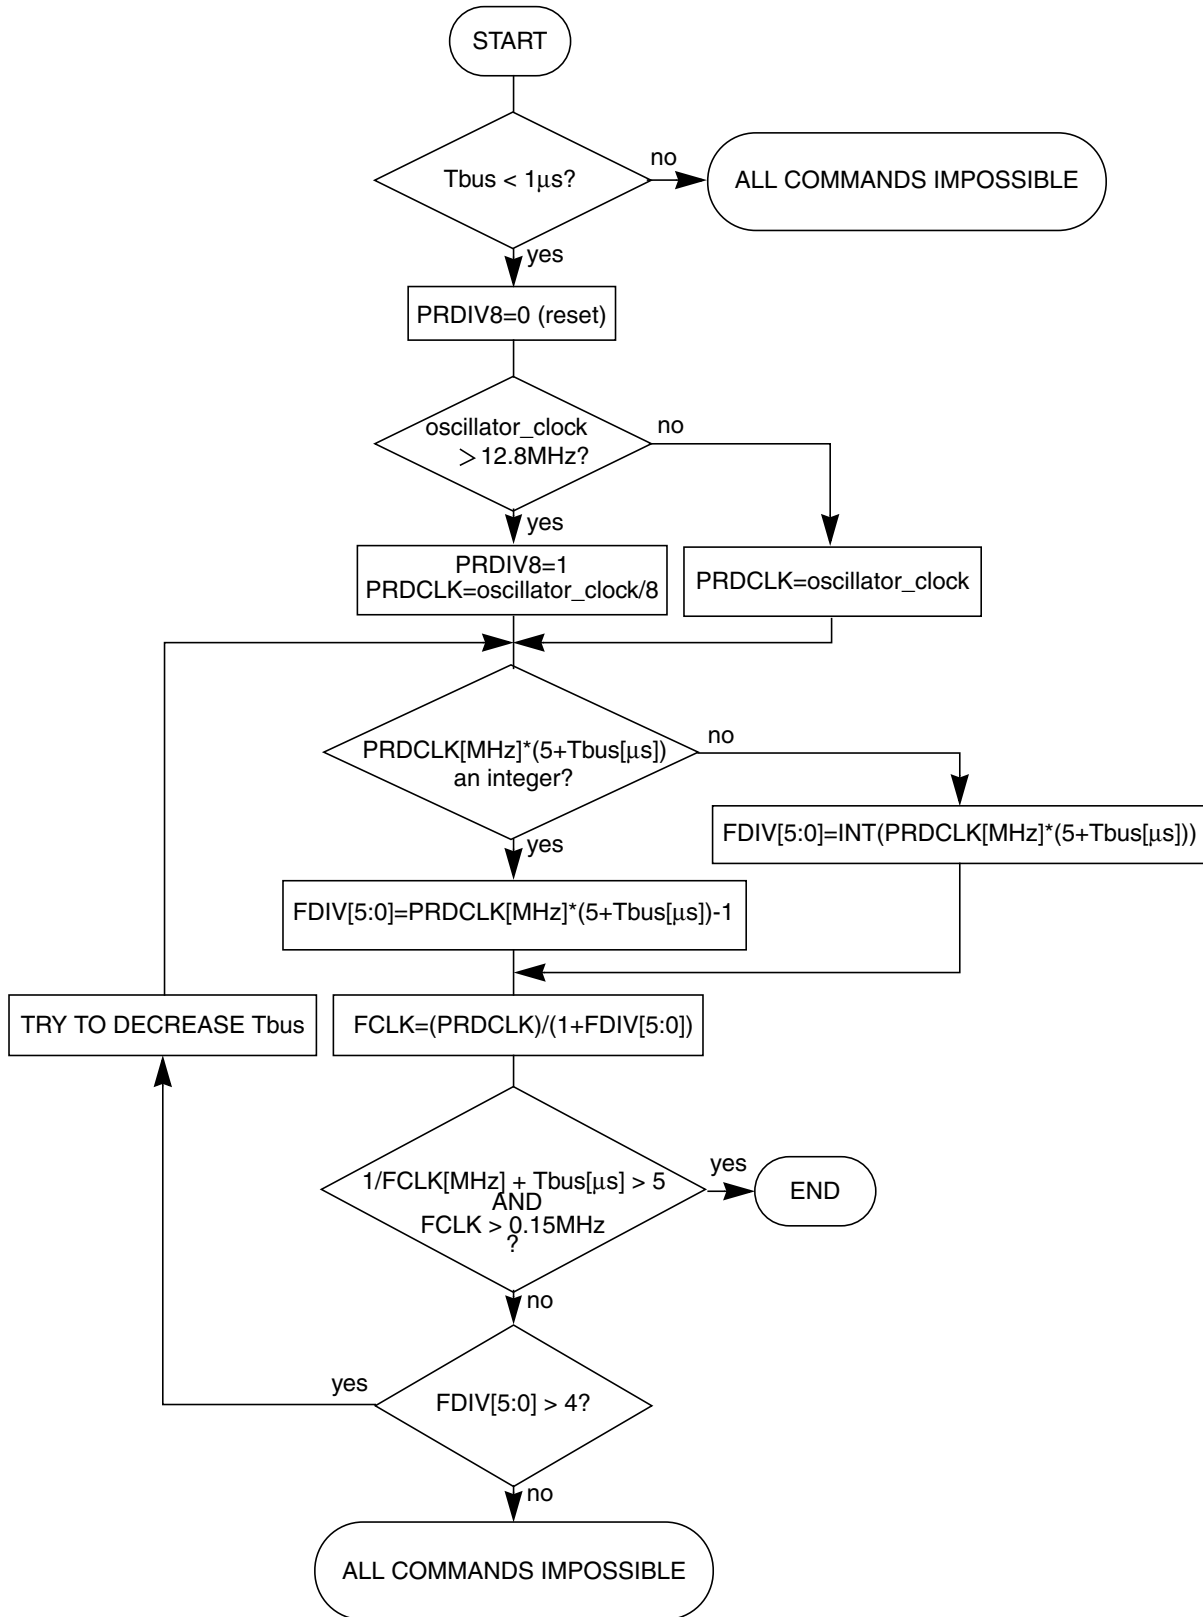 START
Tbus < 1μs?
no
ALL COMMANDS IMPOSSIBLE
yes
PRDIV8=0 (reset)
oscillator_clock
> 12.8MHz?
no
yes
PRDIV8=1
PRDCLK=oscillator_clock/8
PRDCLK=oscillator_clock
PRDCLK[MHz]*(5+Tbus[μs])
an integer?
no
yes
FDIV[5:0]=INT(PRDCLK[MHz]*(5+Tbus[μs]))
FDIV[5:0]=PRDCLK[MHz]*(5+Tbus[μs])-1
TRY TO DECREASE Tbus
FCLK=(PRDCLK)/(1+FDIV[5:0])
1/FCLK[MHz] + Tbus[μs] > 5
AND
FCLK > 0.15MHz
?
yes
END
no
yes
FDIV[5:0] > 4?
no
ALL COMMANDS IMPOSSIBLE